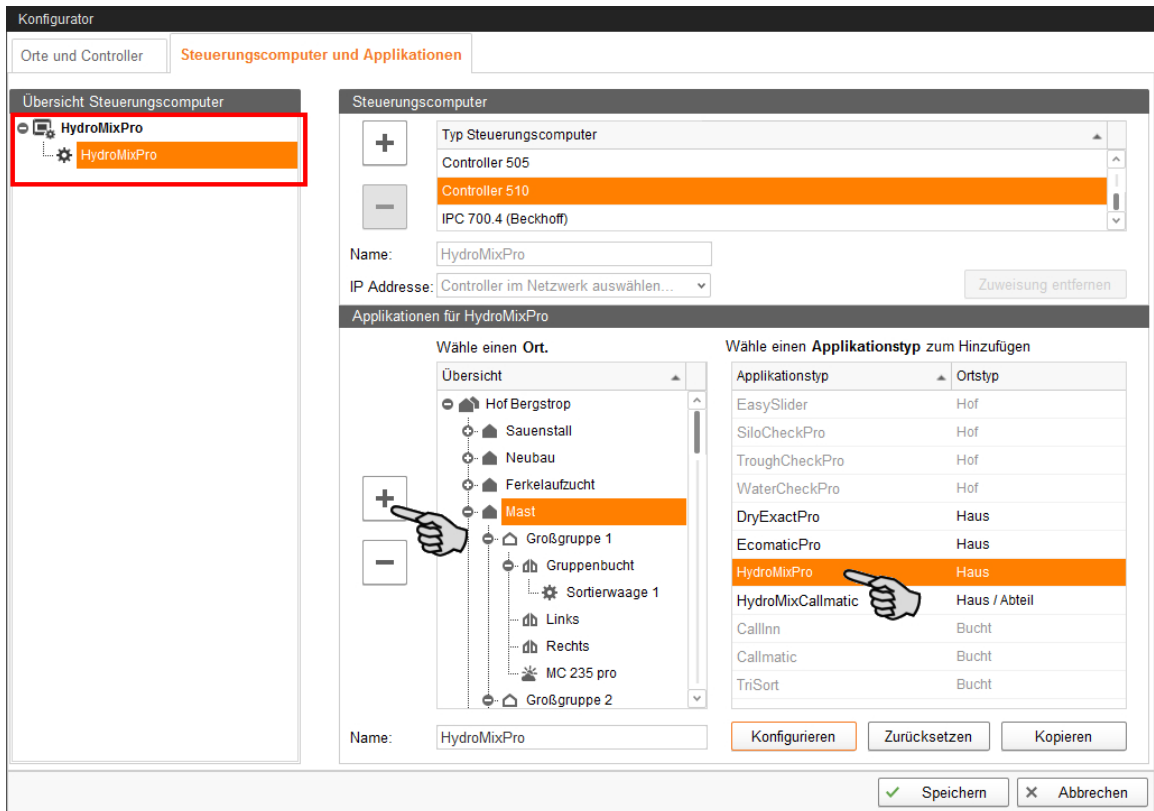 Konfigurator
Orte und Controller
Steuerungscomputer und Applikationen
Übersicht Steuerungscomputer
HydroMixPro
HydroMixPro
Steuerungscomputer
Typ Steuerungscomputer
Controller 505
Controller 510
IPC 700.4 (Beckhoff)
Name: HydroMixPro
IP Addresse: Controller im Netzwerk auswählen...
Zuweisung entfernen
Applikationen für HydroMixPro
Wähle einen Ort.
Übersicht
Hof Bergstrop
Sauenstall
Neubau
Ferkelaufzucht
Mast
Großgruppe 1
Gruppenbucht
Sortierwaage 1
Links
Rechts
MC 235 pro
Großgruppe 2
Name: HydroMixPro
Wähle einen Applikationstyp zum Hinzufügen
Applikationstyp Ortstyp
EasySlider Hof
SiloCheckPro Hof
TroughCheckPro Hof
WaterCheckPro Hof
DryExactPro Haus
EcomaticPro Haus
HydroMixPro Haus
HydroMixCallmatic Haus / Abteil
CallInn Bucht
Callmatic Bucht
TriSort Bucht
Konfigurieren Zurücksetzen Kopieren
Speichern Abbrechen